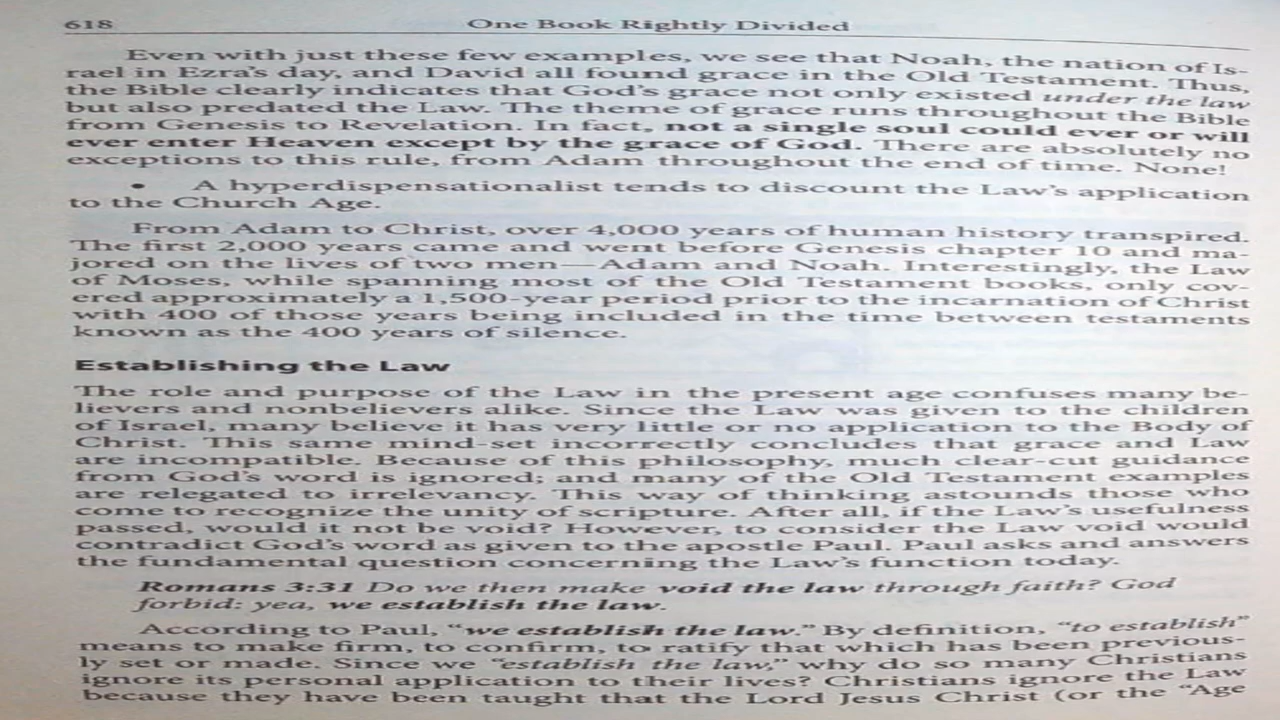 618 One Book Rightly Divided
Even with just these few examples, we see that Noah, the nation of Is-
rael in Ezra's day, and David all found grace in the Old Testament. Thus,
the Bible clearly indicates that God's grace not only existed under the law
but also predated the Law. The theme of grace runs throughout the Bible
from Genesis to Revelation. In fact, not a single soul could ever or will
ever enter Heaven except by the grace of God. There are absolutely no
exceptions to this rule, from Adam throughout the end of time. None!
• A hyperdispensationalist tends to discount the Law's application
to the Church Age.
From Adam to Christ, over 4,000 years of human history transpired.
The first 2,000 years came and went before Genesis chapter 10 and ma-
jored on the lives of two men—Adam and Noah. Interestingly, the Law
of Moses, while spanning most of the Old Testament books, only cov-
ered approximately a 1,500-year period prior to the incarnation of Christ
with 400 of those years being included in the time between testaments
known as the 400 years of silence.
Establishing the Law
The role and purpose of the Law in the present age confuses many be-
lievers and nonbelievers alike. Since the Law was given to the children
of Israel, many believe it has very little or no application to the Body of
Christ. This same mind-set incorrectly concludes that grace and Law
are incompatible. Because of this philosophy, much clear-cut guidance
from God's word is ignored; and many of the Old Testament examples
are relegated to irrelevancy. This way of thinking astounds those who
come to recognize the unity of scripture. After all, if the Law's usefulness
passed, would it not be void? However, to consider the Law void would
contradict God's word as given to the apostle Paul. Paul asks and answers
the fundamental question concerning the Law's function today.
Romans 3:31 Do we then make void the law through faith? God
forbid: yea, we establish the law.
According to Paul, "we establish the law." By definition, "to establish"
means to make firm, to confirm, to ratify that which has been previous-
ly set or made. Since we "establish the law," why do so many Christians
ignore its personal application to their lives? Christians ignore the Law
because they have been taught that the Lord Jesus Christ (or the "Age